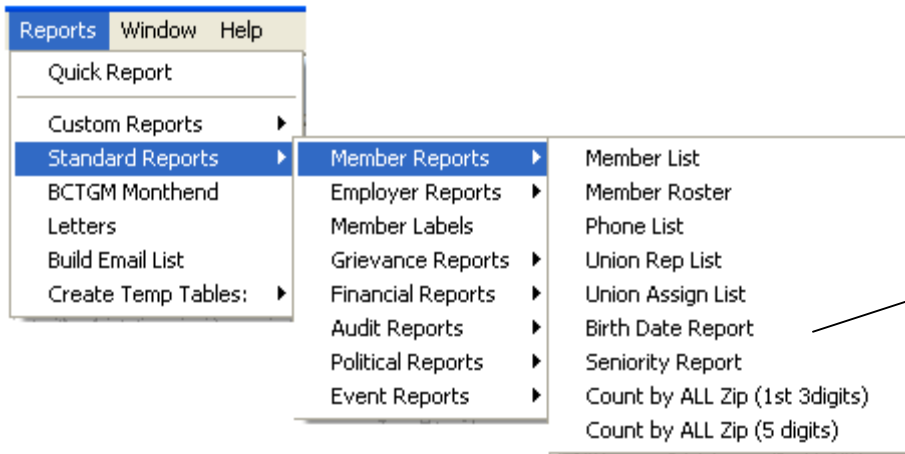 Reports Window Help
Quick Report
Custom Reports
Standard Reports
BCTGM Monthend
Letters
Build Email List
Create Temp Tables:
Member Reports
Employer Reports
Member Labels
Grievance Reports
Financial Reports
Audit Reports
Political Reports
Event Reports
Member List
Member Roster
Phone List
Union Rep List
Union Assign List
Birth Date Report
Seniority Report
Count by ALL Zip (1st 3digits)
Count by ALL Zip (5 digits)